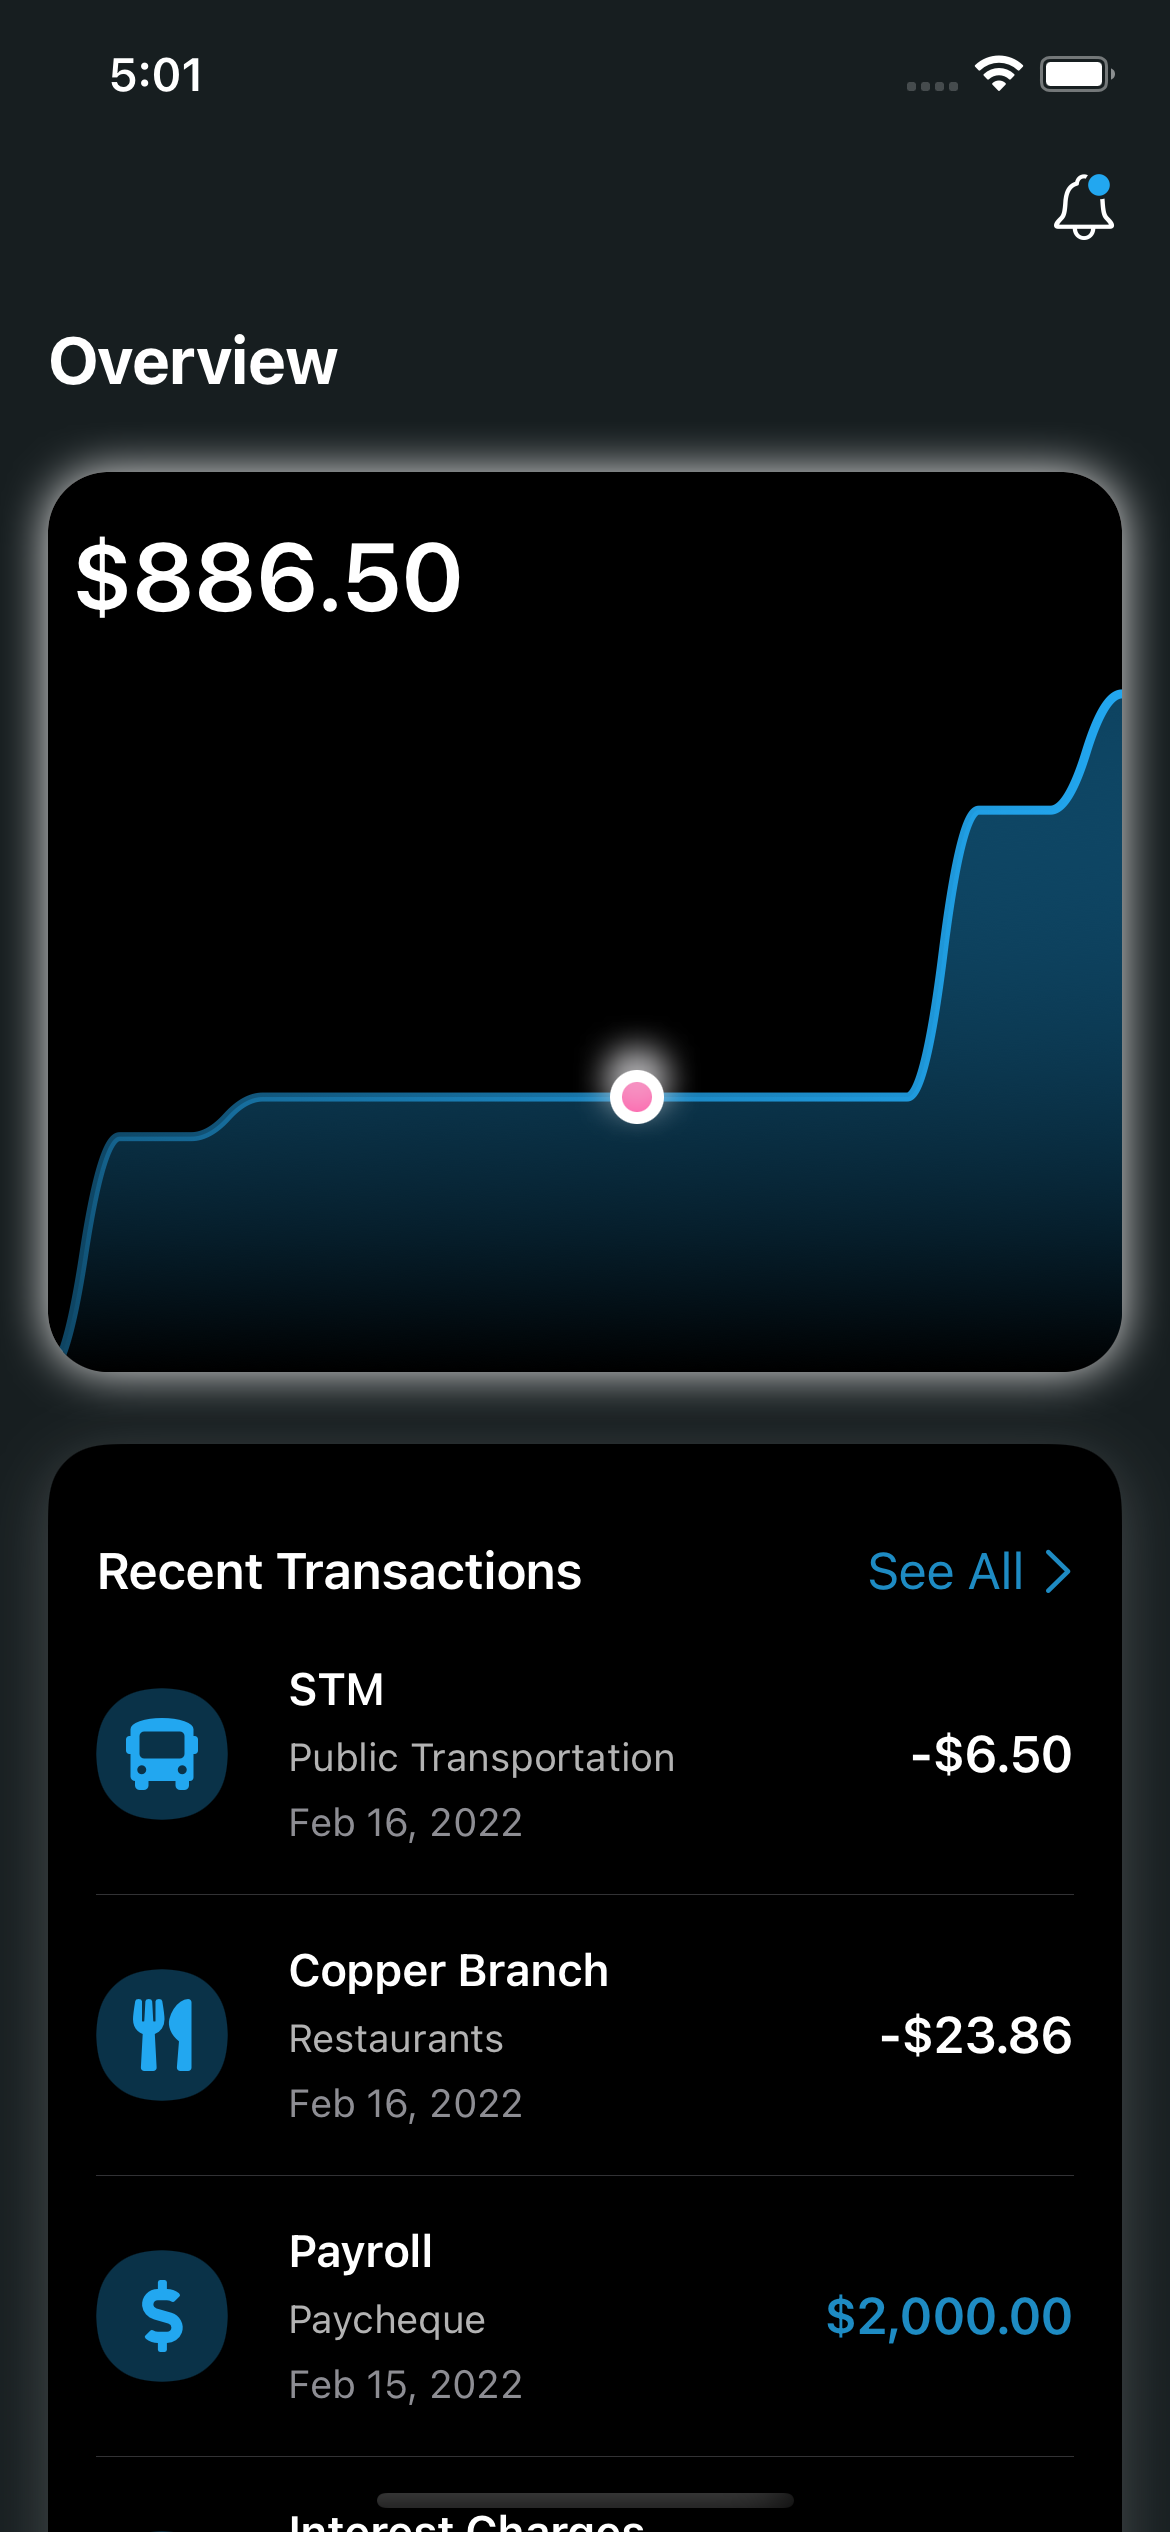 5:01
Overview
$886.50
Recent Transactions
See All
STM
Public Transportation
-$6.50
Feb 16, 2022
Copper Branch
Restaurants
-$23.86
Feb 16, 2022
Payroll
Paycheque
$2,000.00
Feb 15, 2022
Interest Charges